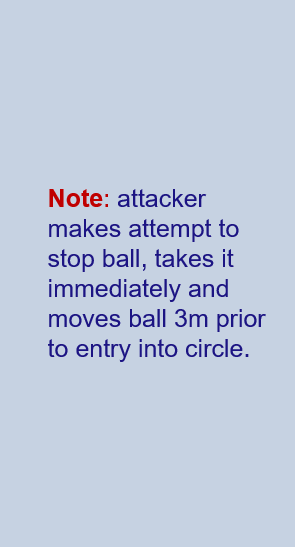 Note: attacker
makes attempt to
stop ball, takes it
immediately and
moves ball 3m prior
to entry into circle.